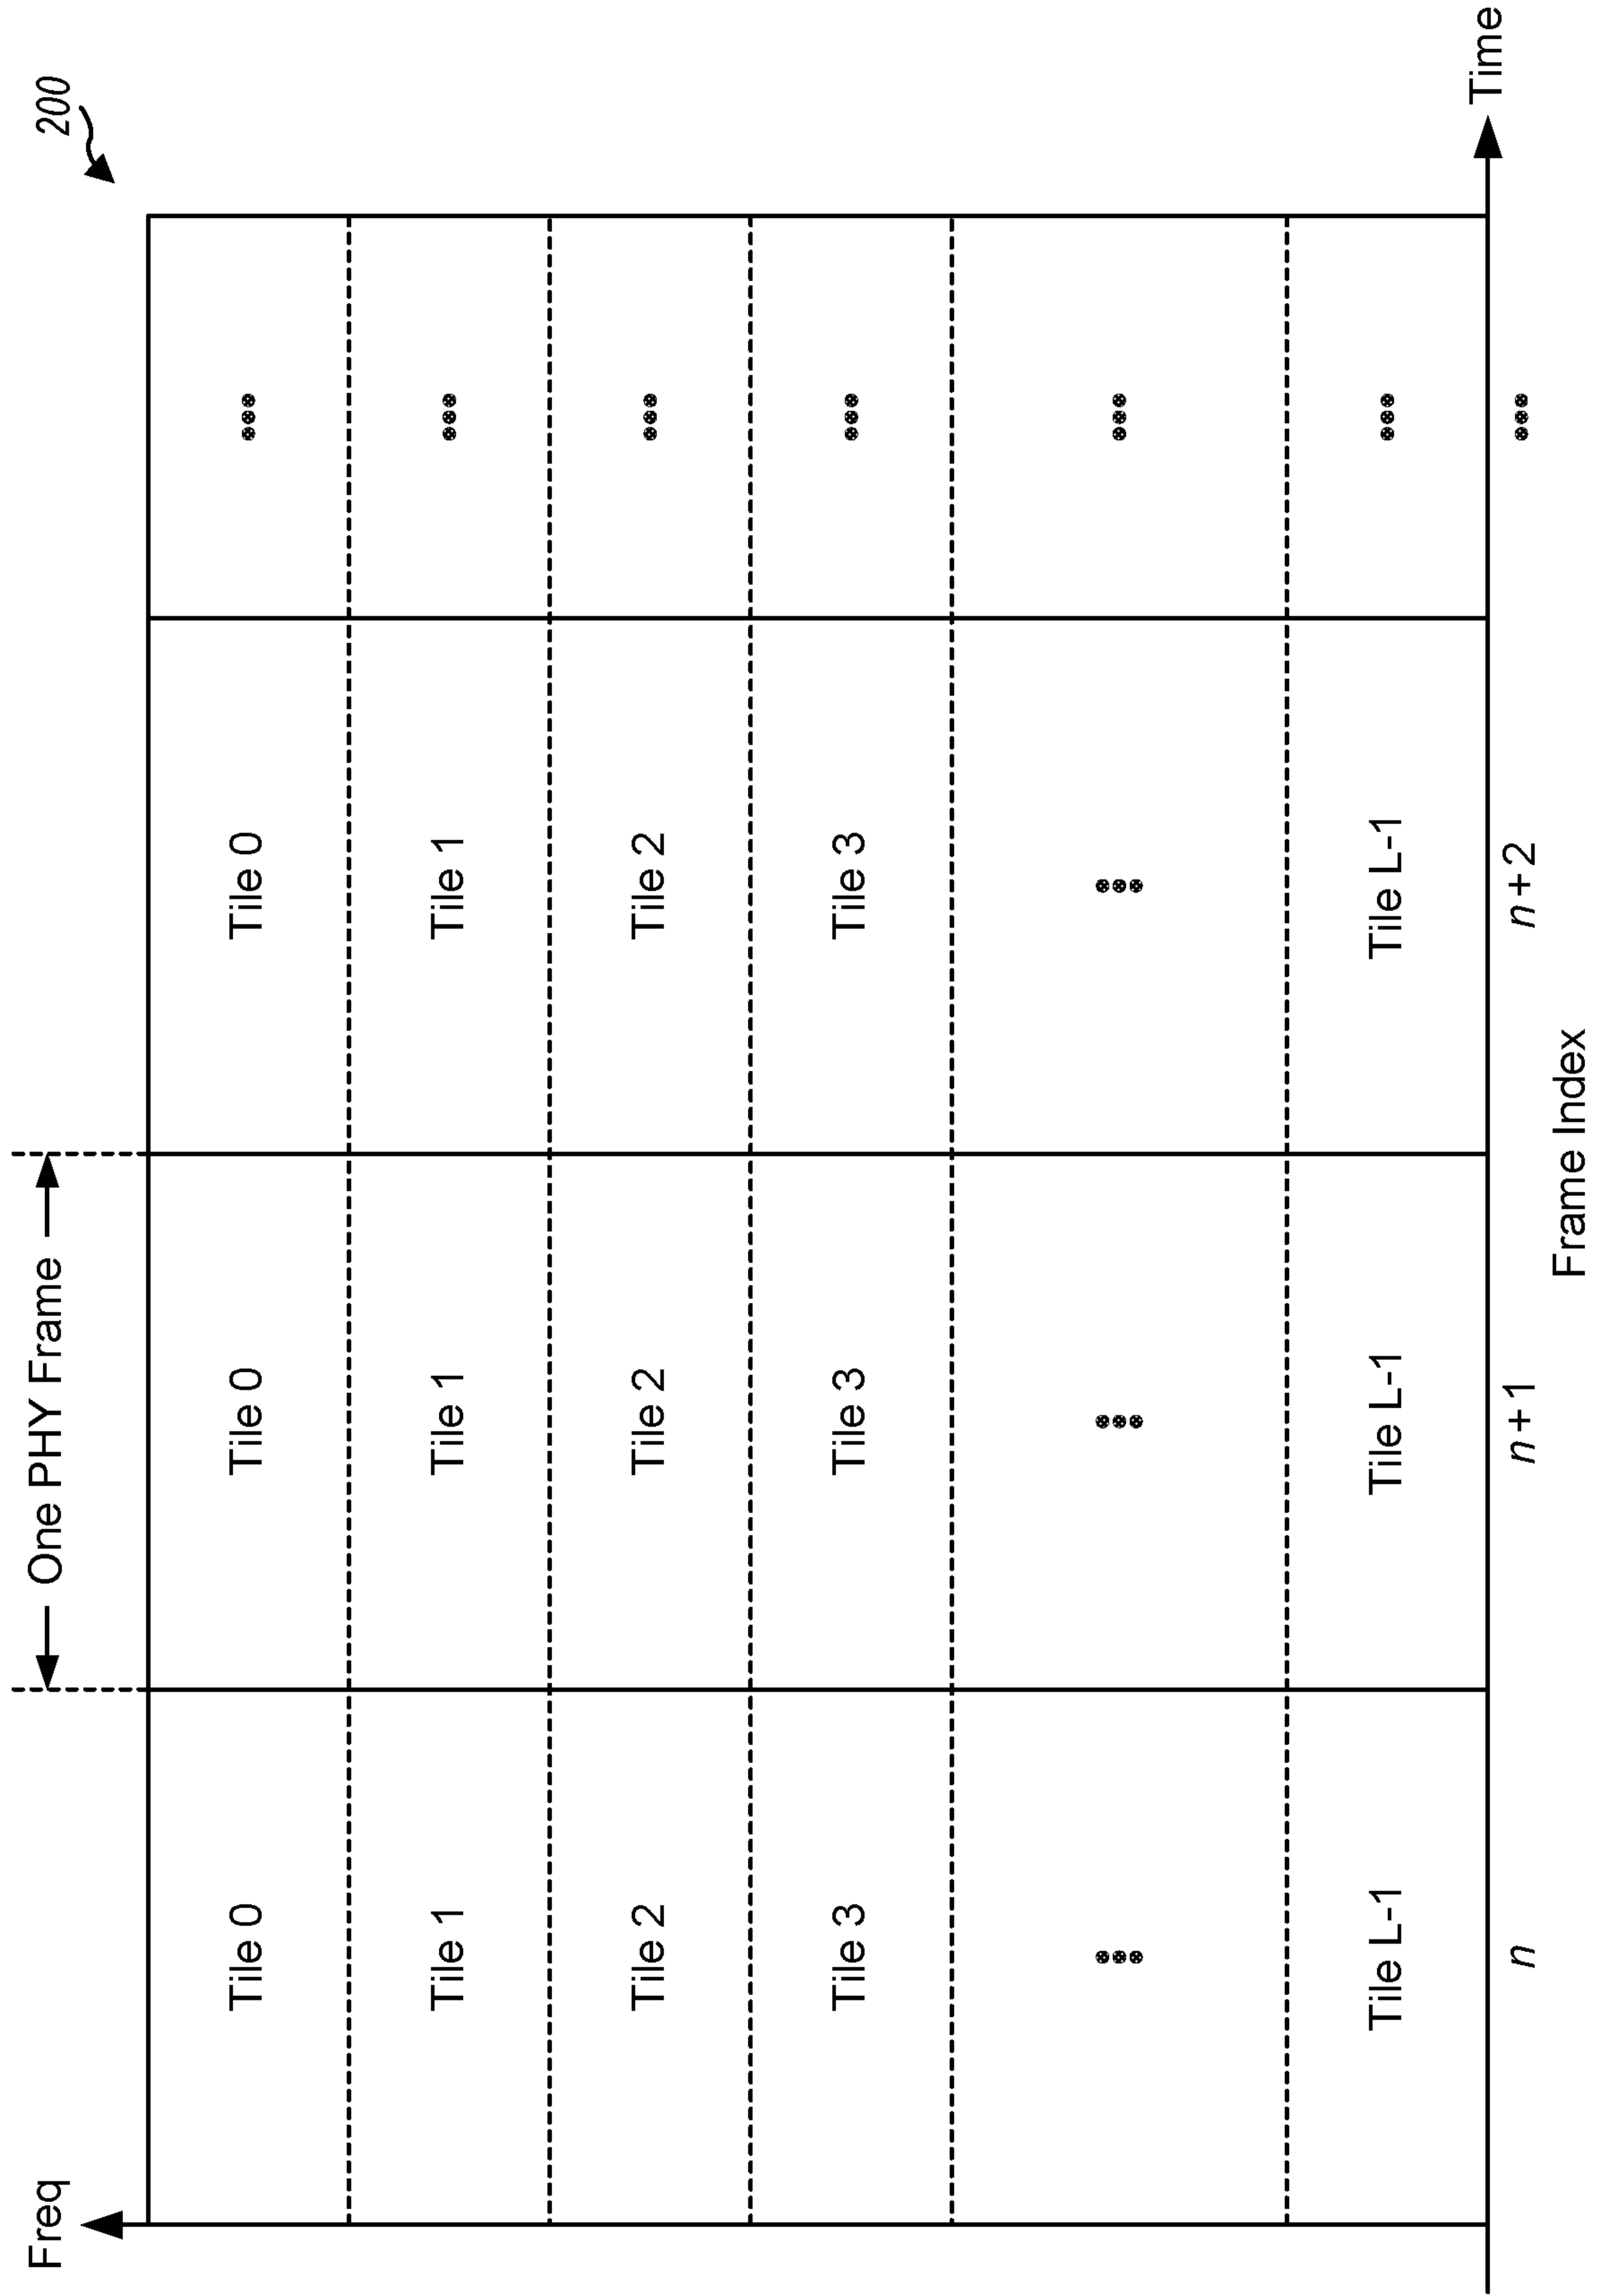 200
One PHY Frame
Freq
Tile 0 Tile 0 Tile 0
Tile 1 Tile 1 Tile 1
Tile 2 Tile 2 Tile 2
Tile 3 Tile 3 Tile 3
Tile L-1 Tile L-1 Tile L-1
Time
n n+1 n+2
Frame Index